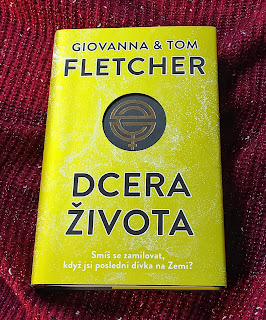 GIOVANNA & TOM
FLETCHER
DCERA
ŽIVOTA
Smíš se zamilovat,
když jsi poslední dívka na Zemi?